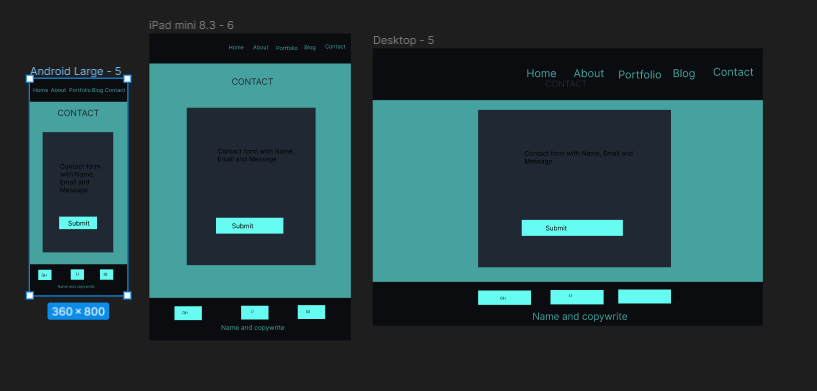 iPad mini 8.3 - 6
Home About Portfolio Blog Contact
CONTACT
Contact form with Name,
Email and Message
Submit
GH LI IG
Name and copywrite
Android Large - 5
Home About Portfolio Blog Contact
CONTACT
Contact form
with Name,
Email and
Message
Submit
GH LI IG
Name and copywrite
360 × 800
Desktop - 5
Home About Portfolio Blog Contact
CONTACT
Contact form with Name, Email and
Message
Submit
GH LI
Name and copywrite